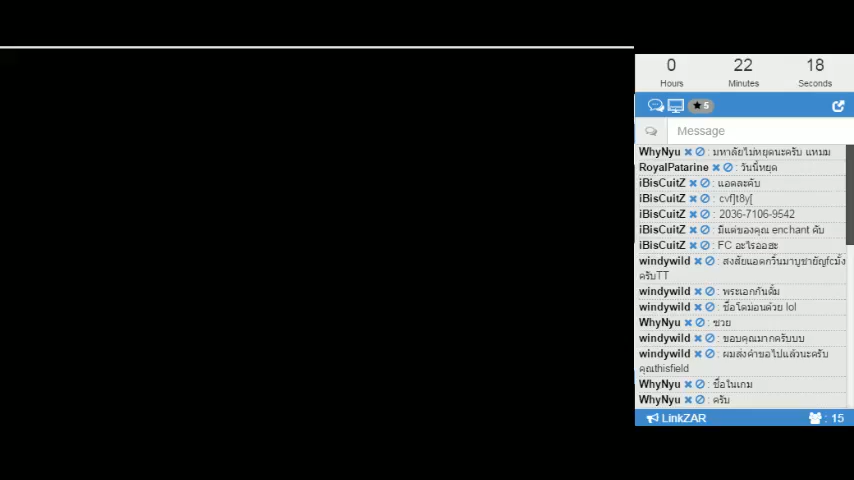 0 22 18
Hours Minutes Seconds
5
Message
WhyNyu : มหาลัยไม่หยุดนะครับ แหมม
RoyalPatarine : วันนี้หยุด
iBisCuitZ : แอดละคับ
iBisCuitZ : cvf]t8y[
iBisCuitZ : 2036-7106-9542
iBisCuitZ : มีแต่ของคุณ enchant คับ
iBisCuitZ : FC อะไรออฮะ
windywild : สงสัยแอดกวิ้นมาบูชายัญfcมั้ง
ครับTT
windywild : พระเอกกันดั้ม
windywild : ชื่อโดม่อนด้วย lol
WhyNyu : ซวย
windywild : ขอบคุณมากครับบบ
windywild : ผมส่งคำขอไปแล้วนะครับ
คุณthisfield
WhyNyu : ชื่อในเกม
WhyNyu : ครับ
LinkZAR : 15